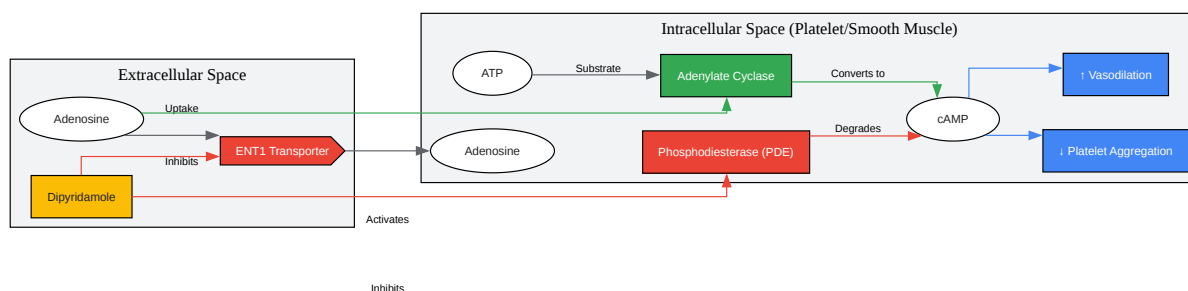 Intracellular Space (Platelet/Smooth Muscle)
Extracellular Space
ATP
Substrate
Adenylate Cyclase
Converts to
↑ Vasodilation
Adenosine
Uptake
cAMP
Inhibits
ENT1 Transporter
Adenosine
Phosphodiesterase (PDE)
Degrades
↓ Platelet Aggregation
Dipyridamole
Activates
Inhibits